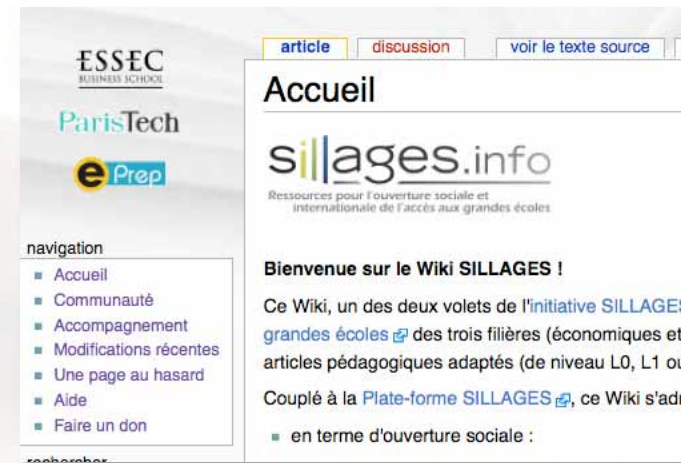 ESSEC
BUSINESS SCHOOL
ParisTech
e Prep
navigation
Accueil
Communauté
Accompagnement
Modifications récentes
Une page au hasard
Aide
Faire un don
rechercher
article discussion voir le texte source
Accueil
sillages.info
Ressources pour l'ouverture sociale et
internationale de l'accès aux grandes écoles
Bienvenue sur le Wiki SILLAGES !
Ce Wiki, un des deux volets de l'initiative SILLAGES
grandes écoles des trois filières (économiques et
articles pédagogiques adaptés (de niveau L0, L1 ou
Couplé à la Plate-forme SILLAGES, ce Wiki s'adr
en terme d'ouverture sociale :